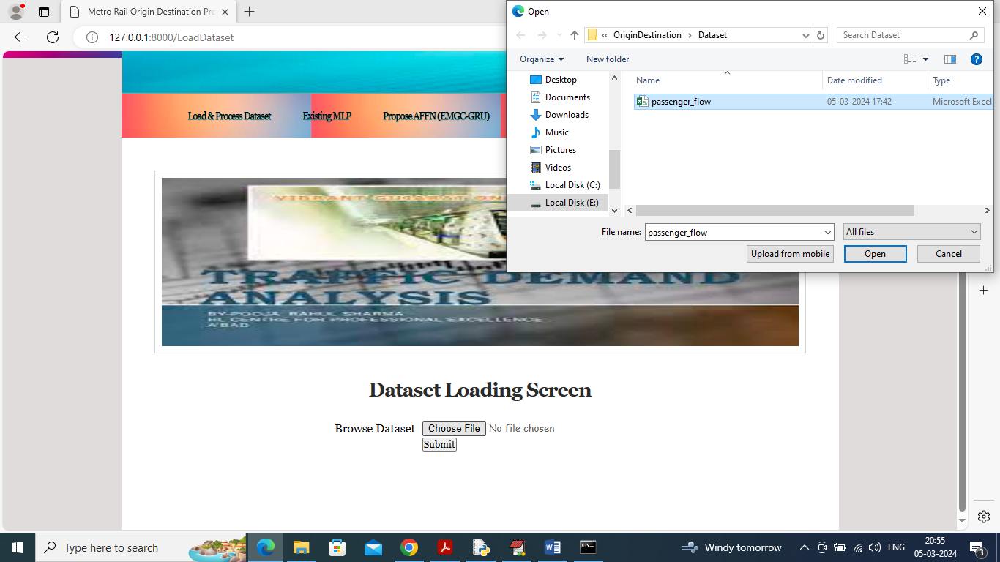 Metro Rail Origin Destination Pre
127.0.0.1:8000/LoadDataset
Load & Process Dataset
Existing MLP
Propose AFFN (EMGC-GRU)
Open
« OriginDestination > Dataset
Search Dataset
Organize
New folder
Desktop
Documents
Downloads
Music
Pictures
Videos
Local Disk (C:)
Local Disk (E:)
Name
Date modified
Type
passenger_flow
05-03-2024 17:42
Microsoft Excel
File name:
passenger_flow
All files
Upload from mobile
Open
Cancel
VIBRANT GUJARAT ON
TRAFFIC DEMAND
ANALYSIS
BY-POOJA RAHUL SHARMA
HL CENTRE FOR PROFESSIONAL EXCELLENCE
A'BAD
Dataset Loading Screen
Browse Dataset
Choose File
No file chosen
Submit
Type here to search
Windy tomorrow
ENG
20:55
05-03-2024
3